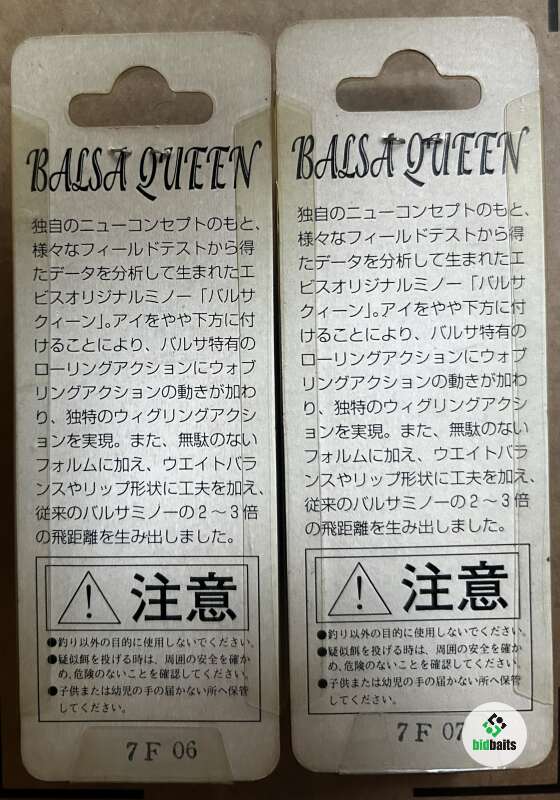 BALSA QUEEN
独自のニューコンセプトのもと、
様々なフィールドテストから得
たデータを分析して生まれたエ
ビスオリジナルミノー「バルサ
クィーン」。アイをやや下方に付
けることにより、バルサ特有の
ローリングアクションにウォブ
リングアクションの動きが加わ
り、独特のウィグリングアクシ
ョンを実現。また、無駄のない
フォルムに加え、ウエイトバラ
ンスやリップ形状に工夫を加え、
従来のバルサミノーの2〜3倍
の飛距離を生み出しました。
注意
●釣り以外の目的に使用しないでください。
●疑似餌を投げる時は、周囲の安全を確か
め、危険のないことを確認してください。
●子供または幼児の手の届かない所へ保管
してください。
7F 06
BALSA QUEEN
独自のニューコンセプトのもと、
様々なフィールドテストから得
たデータを分析して生まれたエ
ビスオリジナルミノー「バルサ
クィーン」。アイをやや下方に付
けることにより、バルサ特有の
ローリングアクションにウォブ
リングアクションの動きが加わ
り、独特のウィグリングアクシ
ョンを実現。また、無駄のない
フォルムに加え、ウエイトバラ
ンスやリップ形状に工夫を加え、
従来のバルサミノーの2〜3倍
の飛距離を生み出しました。
注意
●釣り以外の目的に使用しないでください。
●疑似餌を投げる時は、周囲の安全を確か
め、危険のないことを確認してください。
●子供または幼児の手の届かない所へ保管
してください。
7F 07
bidbaits